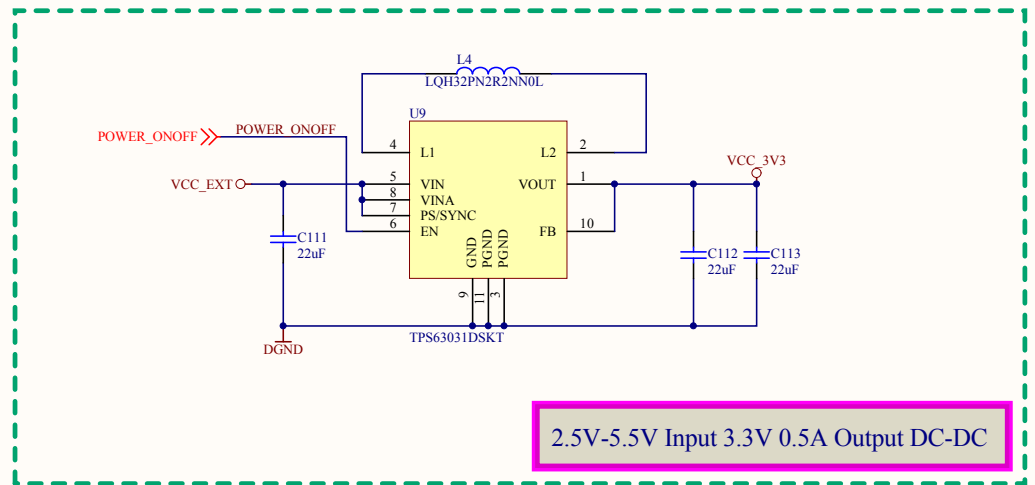 L4
LQH32PN2R2NN0L
U9
POWER_ONOFF
POWER_ONOFF
4
L1
L2
2
VCC_3V3
VCC_EXT
5
VIN
VOUT
1
8
VINA
7
PS/SYNC
6
EN
FB
10
C111
22uF
GND
PGND
PGND
C112
22uF
C113
22uF
9
11
3
TPS63031DSKT
DGND
2.5V-5.5V Input 3.3V 0.5A Output DC-DC